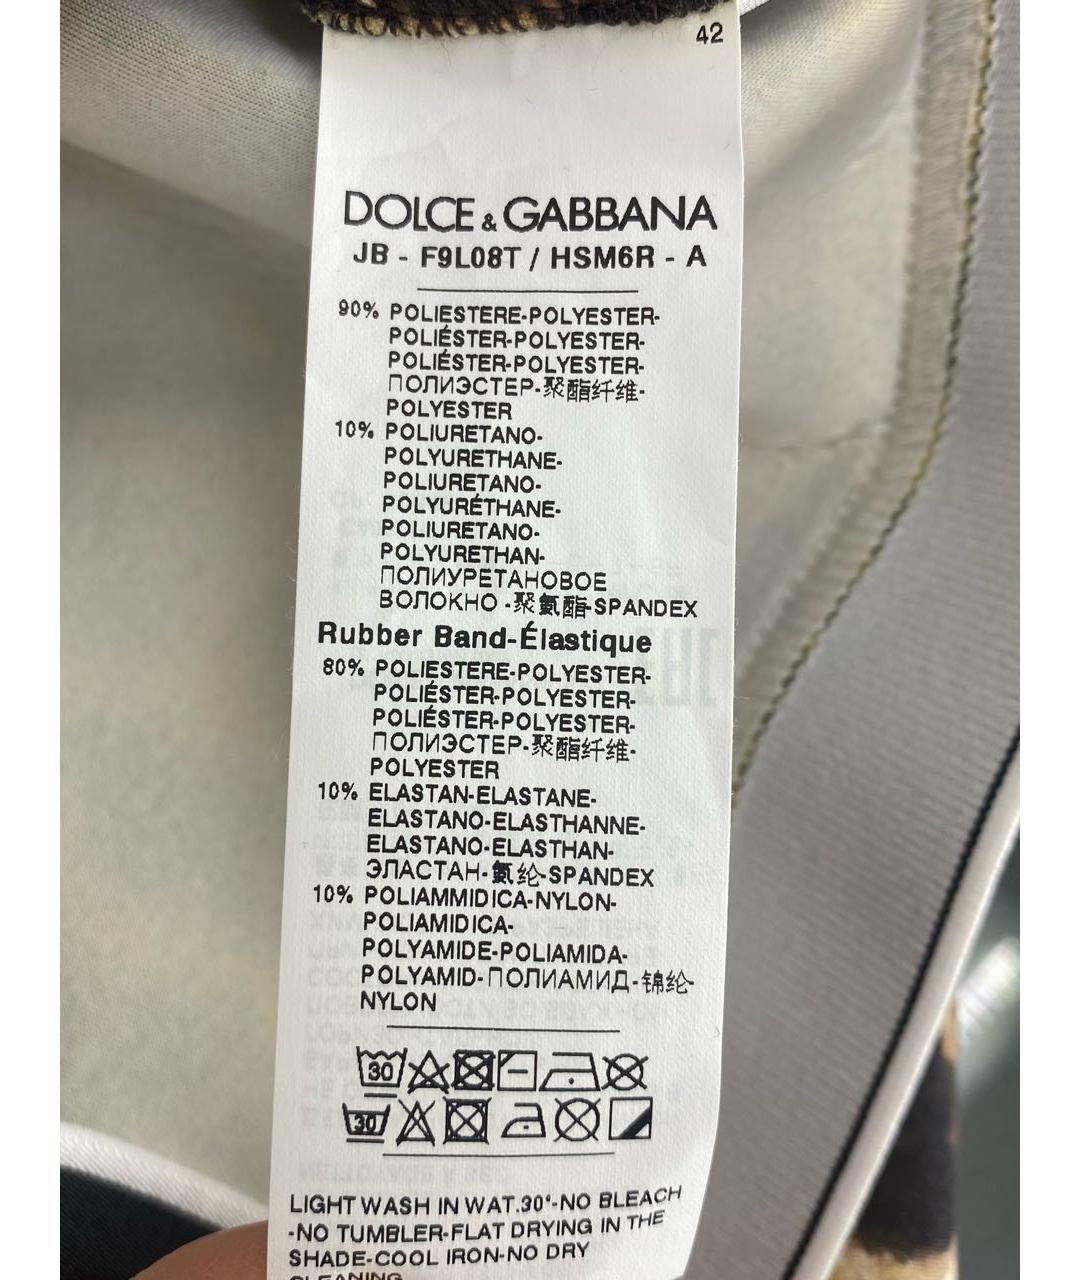 42
DOLCE & GABBANA
JB - F9L08T / HSM6R - A
90% POLIESTERE-POLYESTER-
POLIÉSTER-POLYESTER-
POLIÉSTER-POLYESTER-
ПОЛИЭСТЕР-聚酯纤维-
POLYESTER
10% POLIURETANO-
POLYURETHANE-
POLIURETANO-
POLYURÉTHANE-
POLIURETANO-
POLYURETHAN-
ПОЛИУРЕТАНОВОЕ
ВОЛОКНО -聚氨酯-SPANDEX
Rubber Band-Élastique
80% POLIESTERE-POLYESTER-
POLIÉSTER-POLYESTER-
POLIÉSTER-POLYESTER-
ПОЛИЭСТЕР-聚酯纤维-
POLYESTER
10% ELASTAN-ELASTANE-
ELASTANO-ELASTHANNE-
ELASTANO-ELASTHAN-
ЭЛАСТАН-氨纶-SPANDEX
10% POLIAMMIDICA-NYLON-
POLIAMIDICA-
POLYAMIDE-POLIAMIDA-
POLYAMID-ПОЛИАМИД-锦纶-
NYLON
30
30
LIGHT WASH IN WAT.30°-NO BLEACH
-NO TUMBLER-FLAT DRYING IN THE
SHADE-COOL IRON-NO DRY
CLEANING